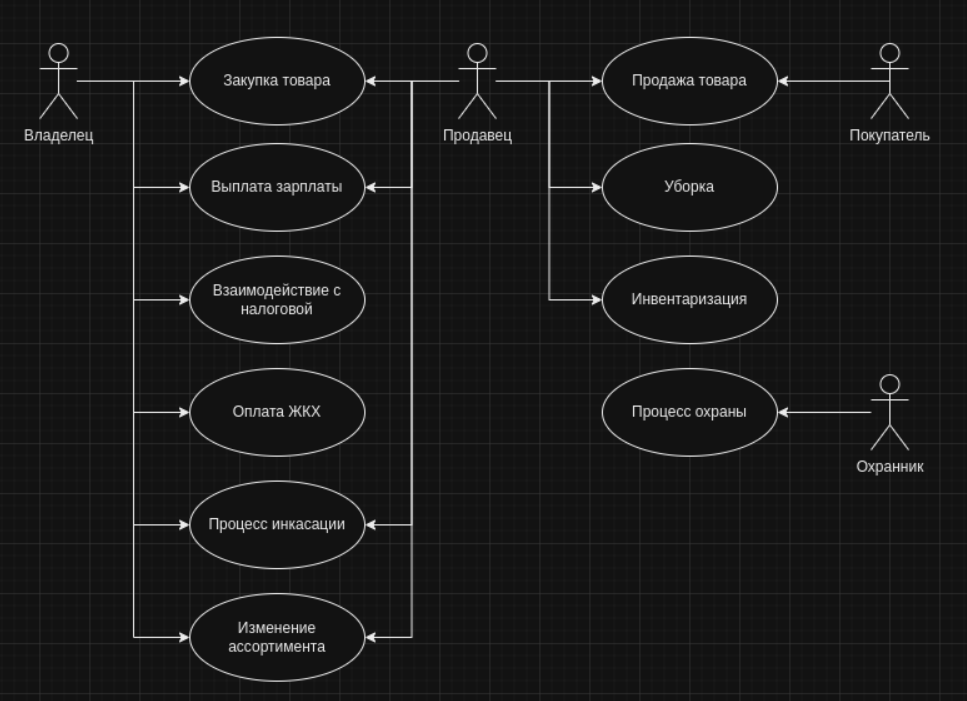 Закупка товара
Продажа товара
Владелец
Продавец
Покупатель
Выплата зарплаты
Уборка
Взаимодействие с
налоговой
Инвентаризация
Оплата ЖКХ
Процесс охраны
Охранник
Процесс инкасации
Изменение
ассортимента